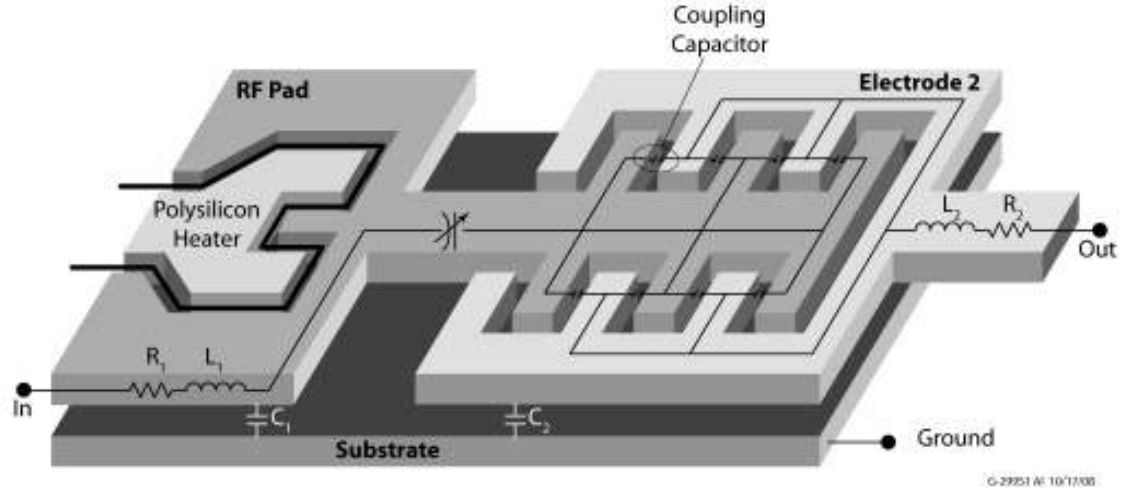 Coupling
Capacitor
RF Pad
Electrode 2
Polysilicon
Heater
L2
R2
Out
R1
L1
In
C1
C2
Ground
Substrate
G-29951 AI 10/17/08